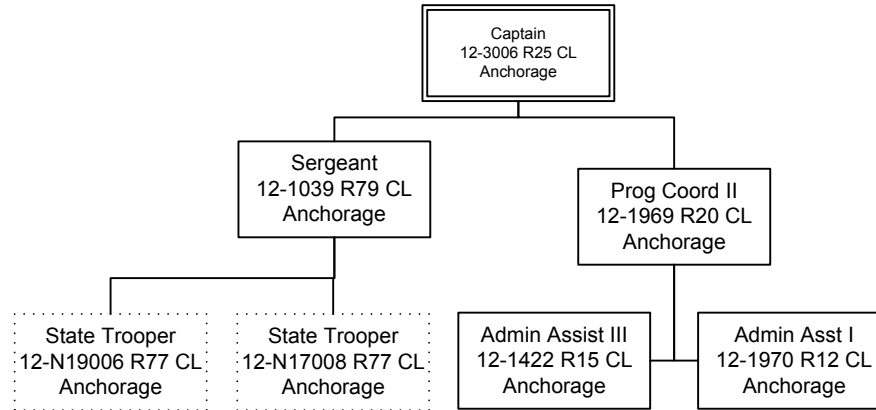 Captain
12-3006 R25 CL
Anchorage
Sergeant
12-1039 R79 CL
Anchorage
Prog Coord II
12-1969 R20 CL
Anchorage
State Trooper
12-N19006 R77 CL
Anchorage
State Trooper
12-N17008 R77 CL
Anchorage
Admin Assist III
12-1422 R15 CL
Anchorage
Admin Asst I
12-1970 R12 CL
Anchorage